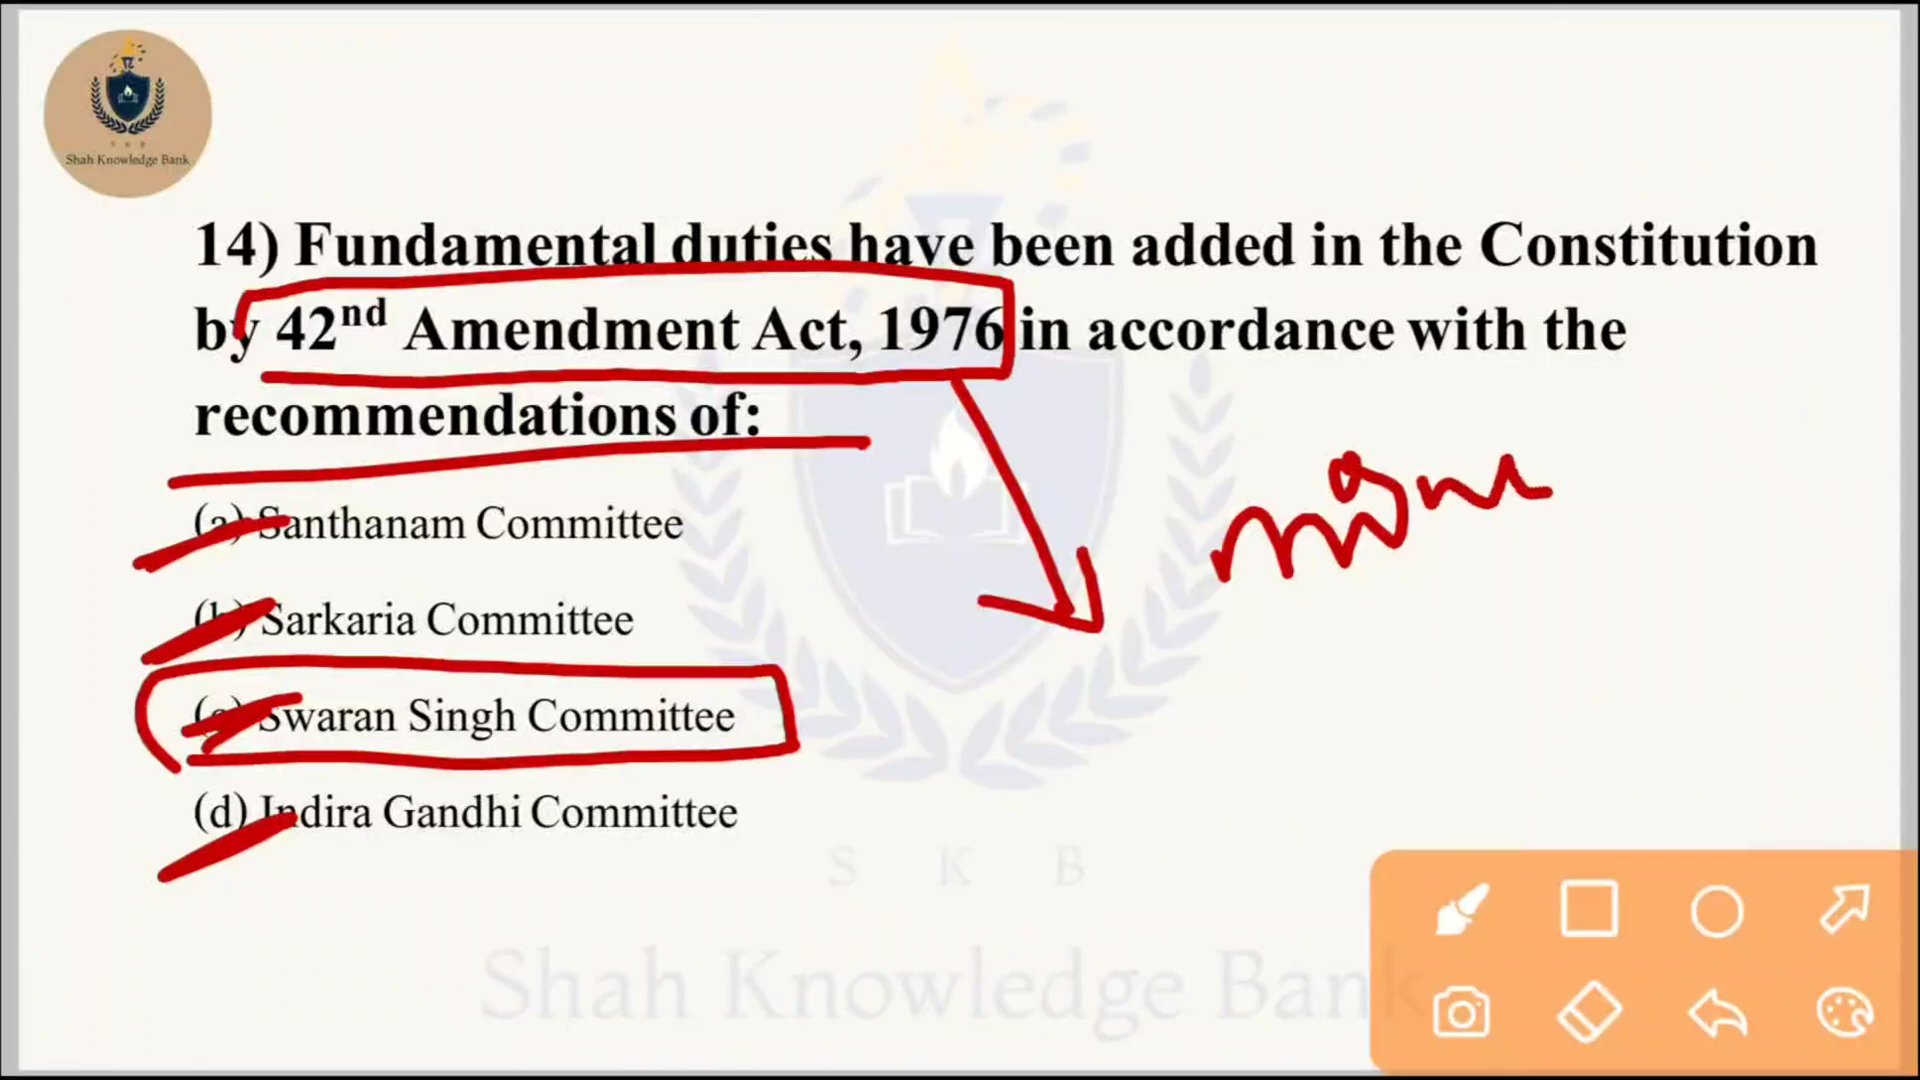 S K B
Shah Knowledge Bank
14) Fundamental duties have been added in the Constitution
by 42nd Amendment Act, 1976 in accordance with the
recommendations of:
(a) Santhanam Committee
(b) Sarkaria Committee
(c) Swaran Singh Committee
(d) Indira Gandhi Committee
S K B
Shah Knowledge Bank